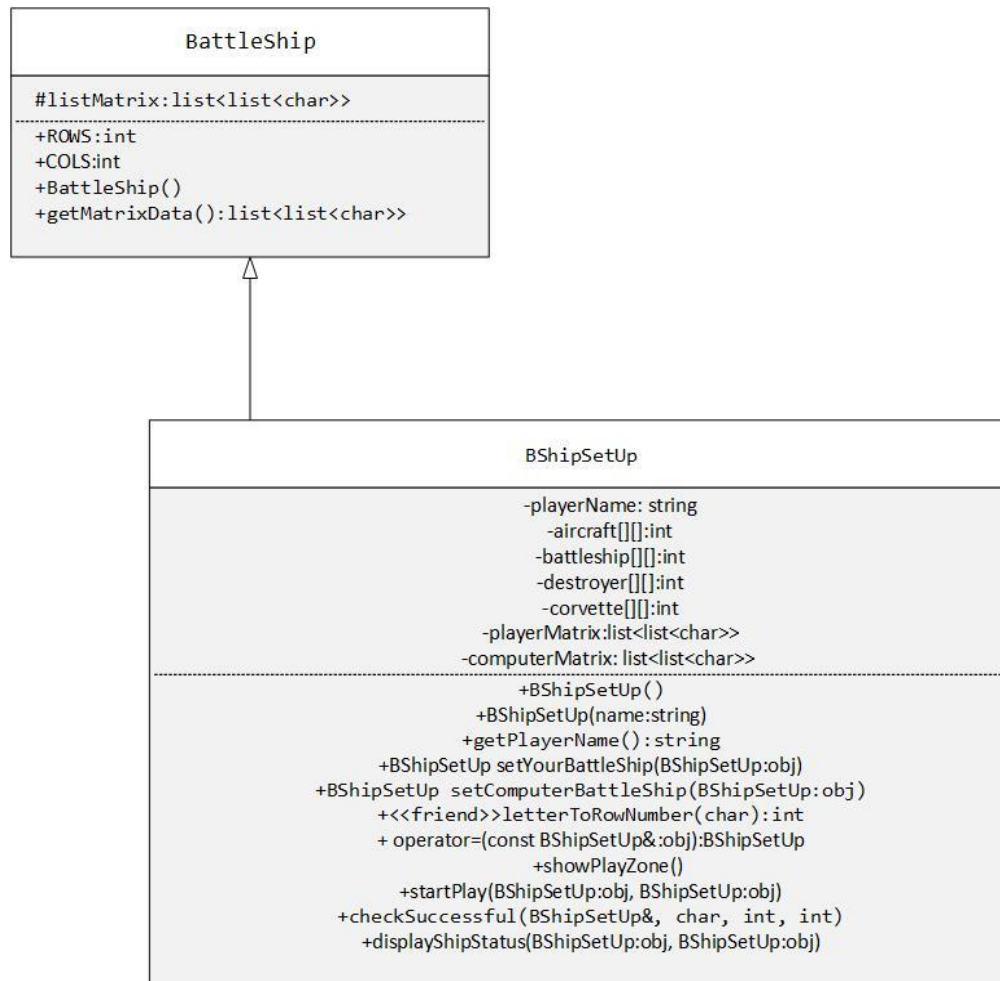 BattleShip
#listMatrix:list<list<char>>
+ROWS:int
+COLS:int
+BattleShip()
+getMatrixData():list<list<char>>
BShipSetUp
-playerName: string
-aircraft[][]:int
-battleship[][]:int
-destroyer[][]:int
-corvette[][]:int
-playerMatrix:list<list<char>>
-computerMatrix: list<list<char>>
+BShipSetUp()
+BShipSetUp(name:string)
+getPlayerName():string
+BShipSetUp setYourBattleShip(BShipSetUp:obj)
+BShipSetUp setComputerBattleShip(BShipSetUp:obj)
+<<friend>>letterToRowNumber(char):int
+ operator=(const BShipSetUp&:obj):BShipSetUp
+showPlayZone()
+startPlay(BShipSetUp:obj, BShipSetUp:obj)
+checkSuccessful(BShipSetUp&, char, int, int)
+displayShipStatus(BShipSetUp:obj, BShipSetUp:obj)